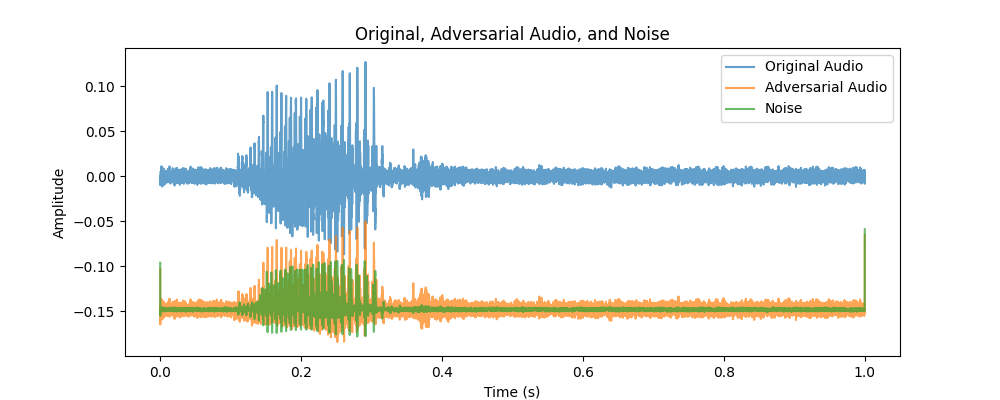 Original, Adversarial Audio, and Noise
Original Audio
Adversarial Audio
Noise
Amplitude
0.10
0.05
0.00
−0.05
−0.10
−0.15
0.0 0.2 0.4 0.6 0.8 1.0
Time (s)